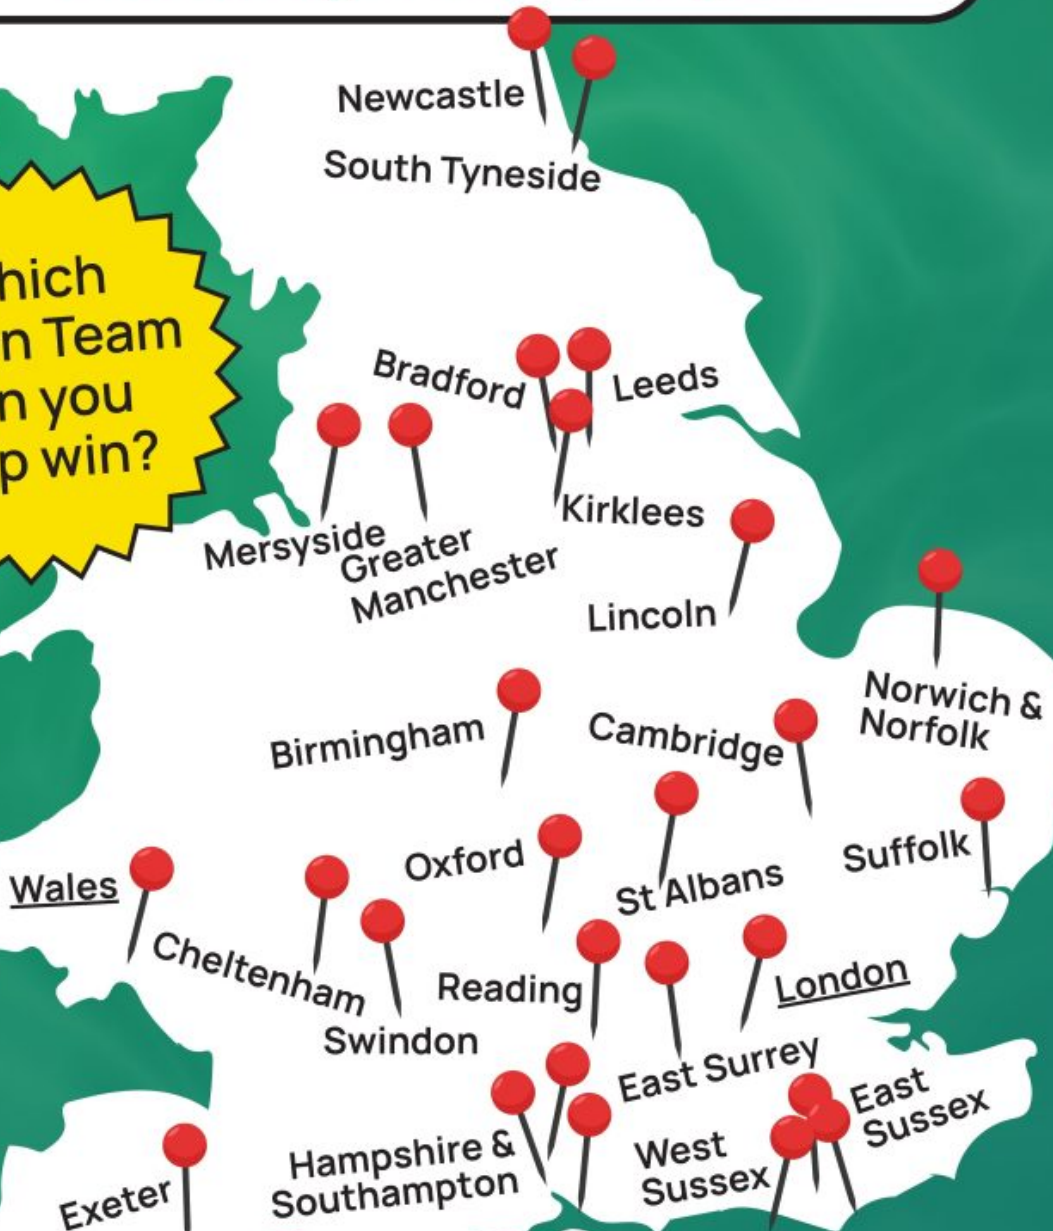 Newcastle
South Tyneside
hich
n Team
n you
p win?
Bradford
Leeds
Kirklees
Mersyside
Greater
Manchester
Lincoln
Norwich &
Norfolk
Birmingham
Cambridge
Suffolk
Oxford
St Albans
Wales
Cheltenham
Swindon
Reading
London
East Surrey
East
Sussex
Hampshire &
Southampton
West
Sussex
Exeter